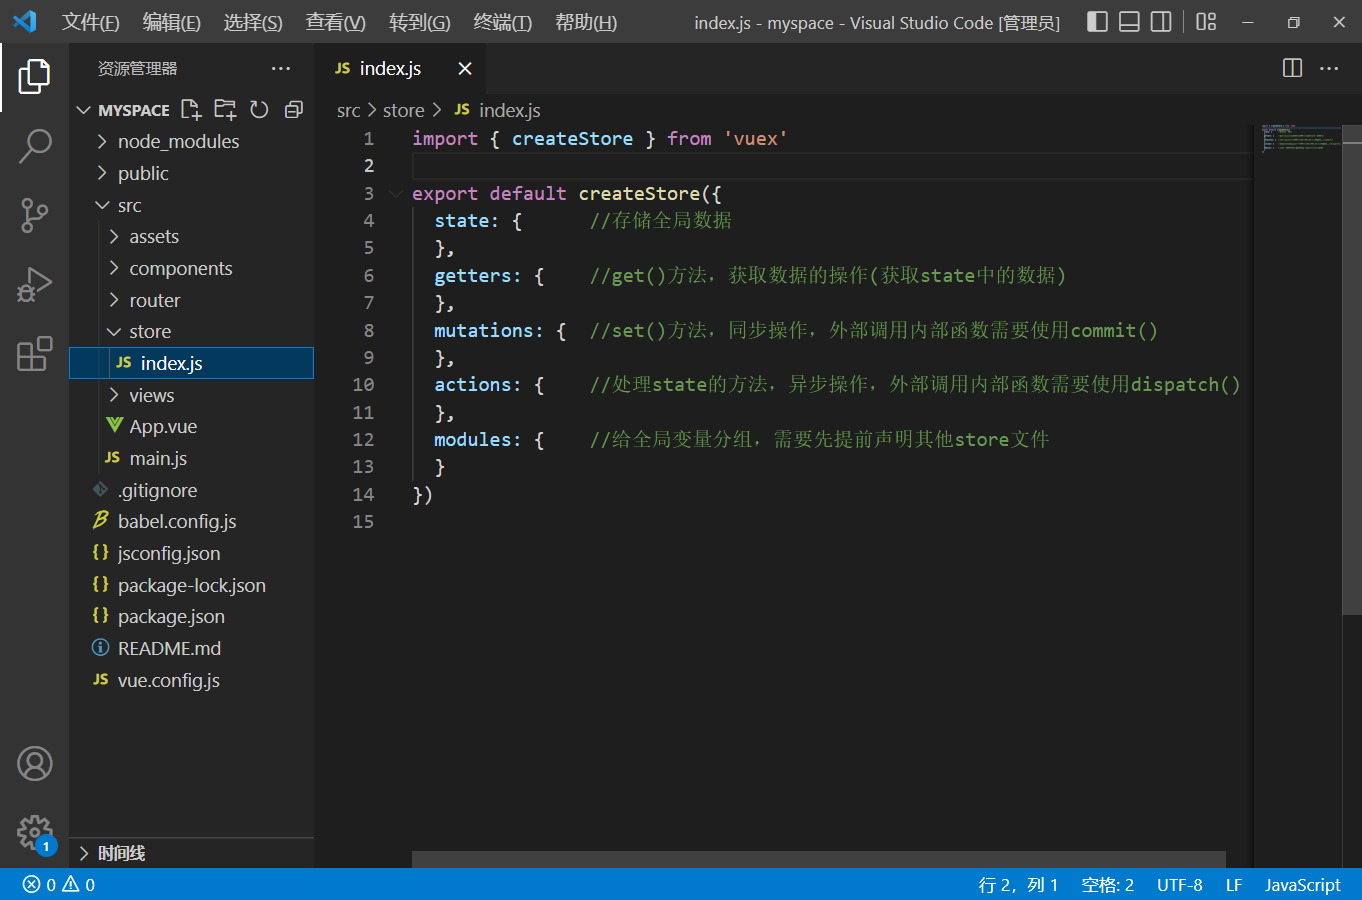 文件(F) 编辑(E) 选择(S) 查看(V) 转到(G) 终端(T) 帮助(H) index.js - myspace - Visual Studio Code [管理员]
资源管理器
JS index.js
MYSPACE
src > store > JS index.js
node_modules
public
src
assets
components
router
store
JS index.js
views
App.vue
JS main.js
.gitignore
babel.config.js
{} jsconfig.json
{} package-lock.json
{} package.json
README.md
JS vue.config.js
时间线
1 import { createStore } from 'vuex'
2
3 export default createStore({
4 state: { //存储全局数据
5 },
6 getters: { //get()方法，获取数据的操作(获取state中的数据)
7 },
8 mutations: { //set()方法，同步操作，外部调用内部函数需要使用commit()
9 },
10 actions: { //处理state的方法，异步操作，外部调用内部函数需要使用dispatch()
11 },
12 modules: { //给全局变量分组，需要先提前声明其他store文件
13 }
14 })
15
1
0 0 行 2，列 1 空格: 2 UTF-8 LF JavaScript